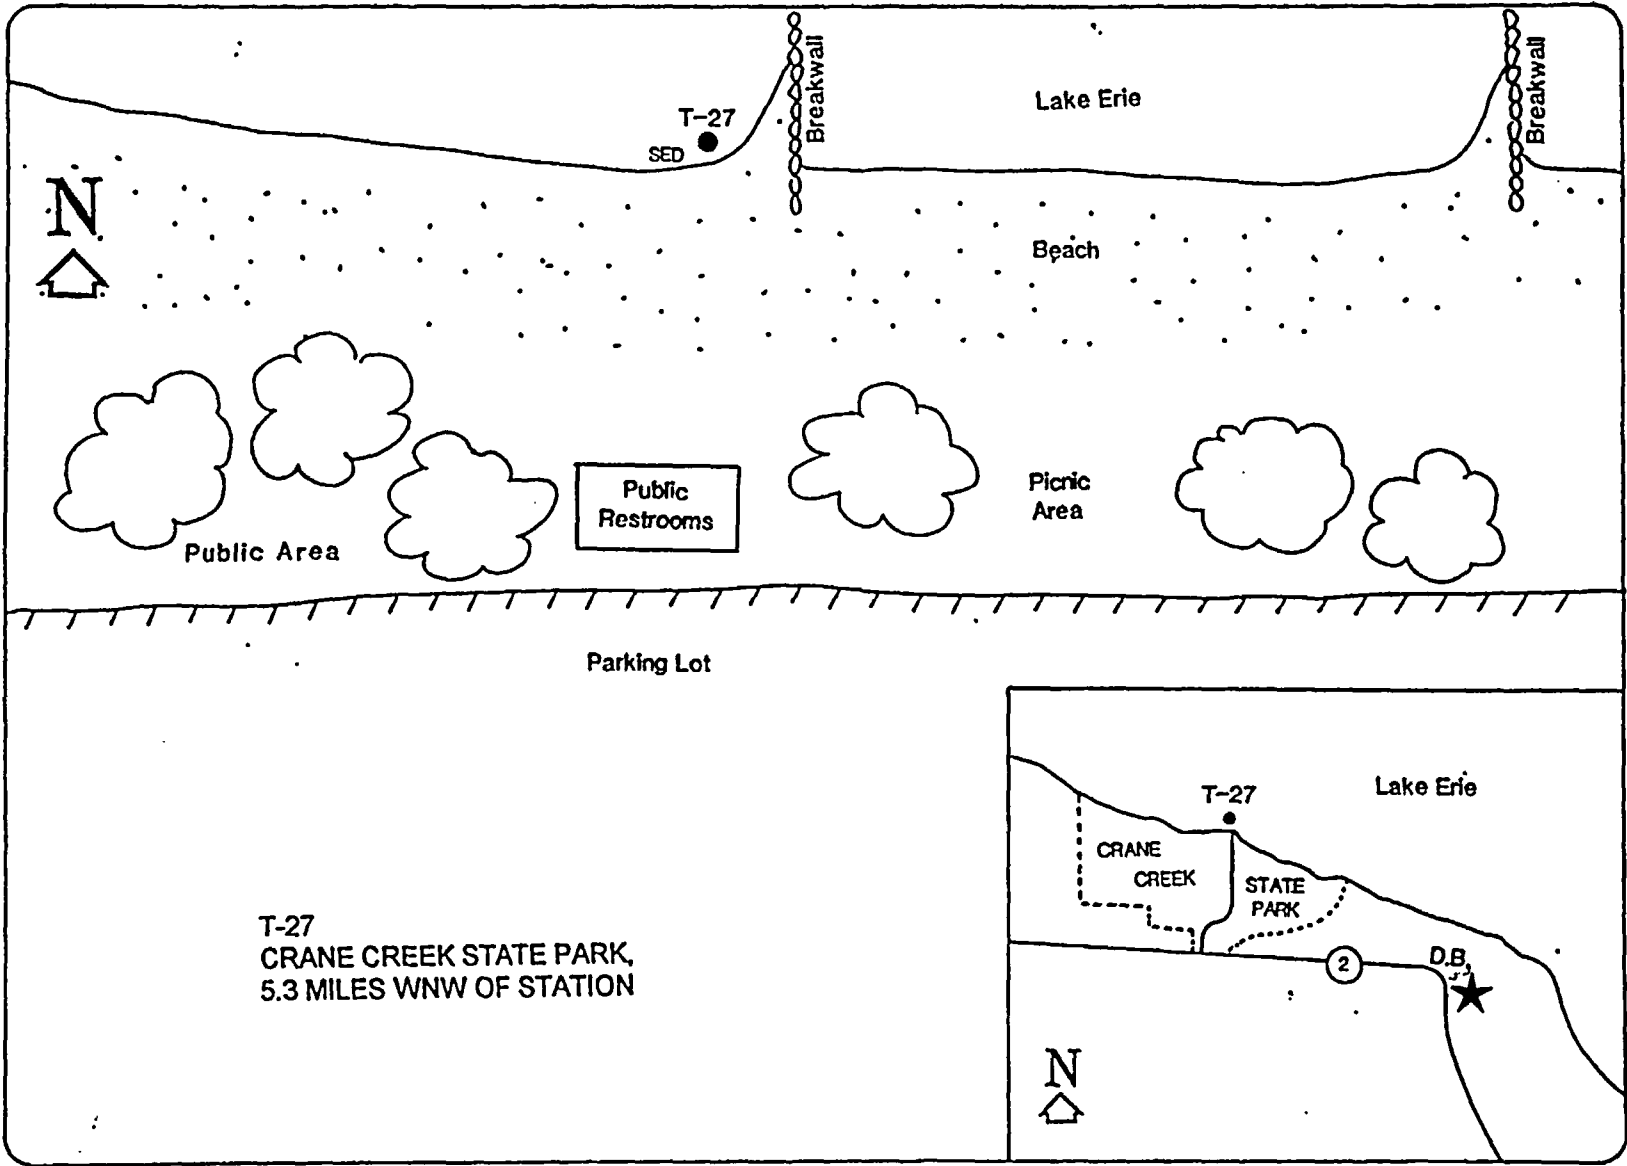 Breakwall
Lake Erie
Breakwall
T-27
SED
N
Beach
Public
Restrooms
Picnic
Area
Public Area
Parking Lot
T-27
CRANE CREEK STATE PARK,
5.3 MILES WNW OF STATION
Lake Erie
T-27
CRANE
CREEK
STATE
PARK
2
D.B.
N